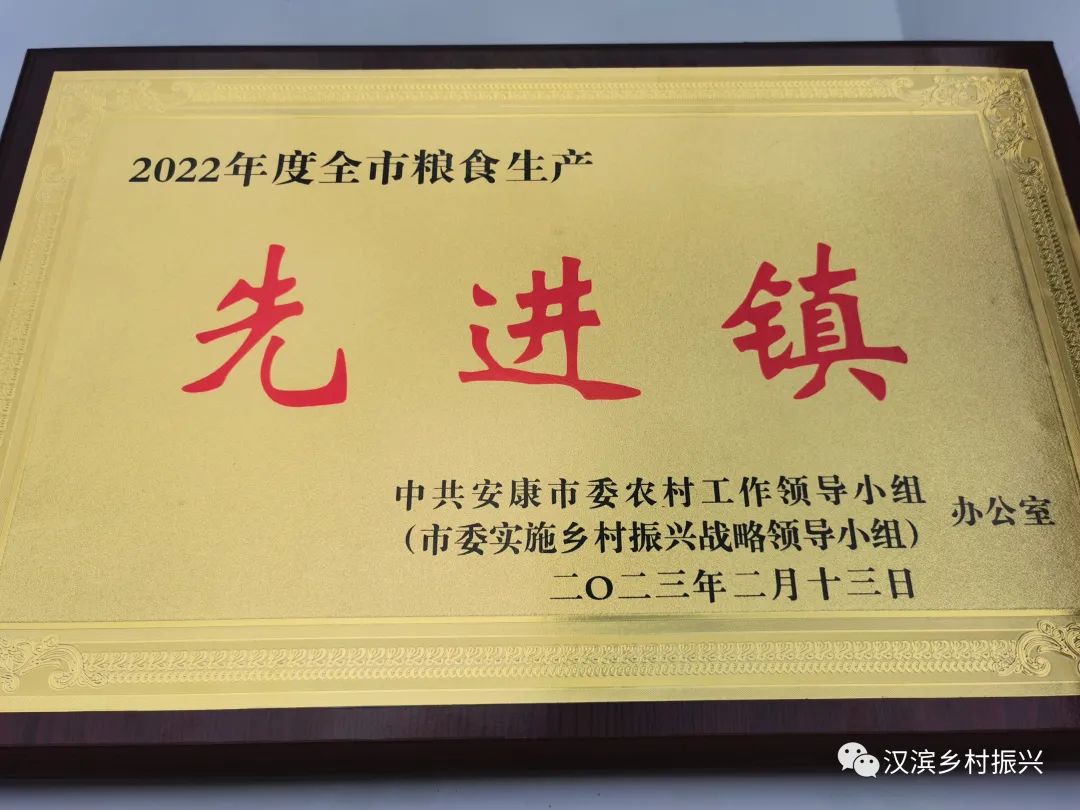 2022年度全市粮食生产
先进镇
中共安康市委农村工作领导小组
(市委实施乡村振兴战略领导小组)
办公室
二〇二三年二月十三日
汉滨乡村振兴